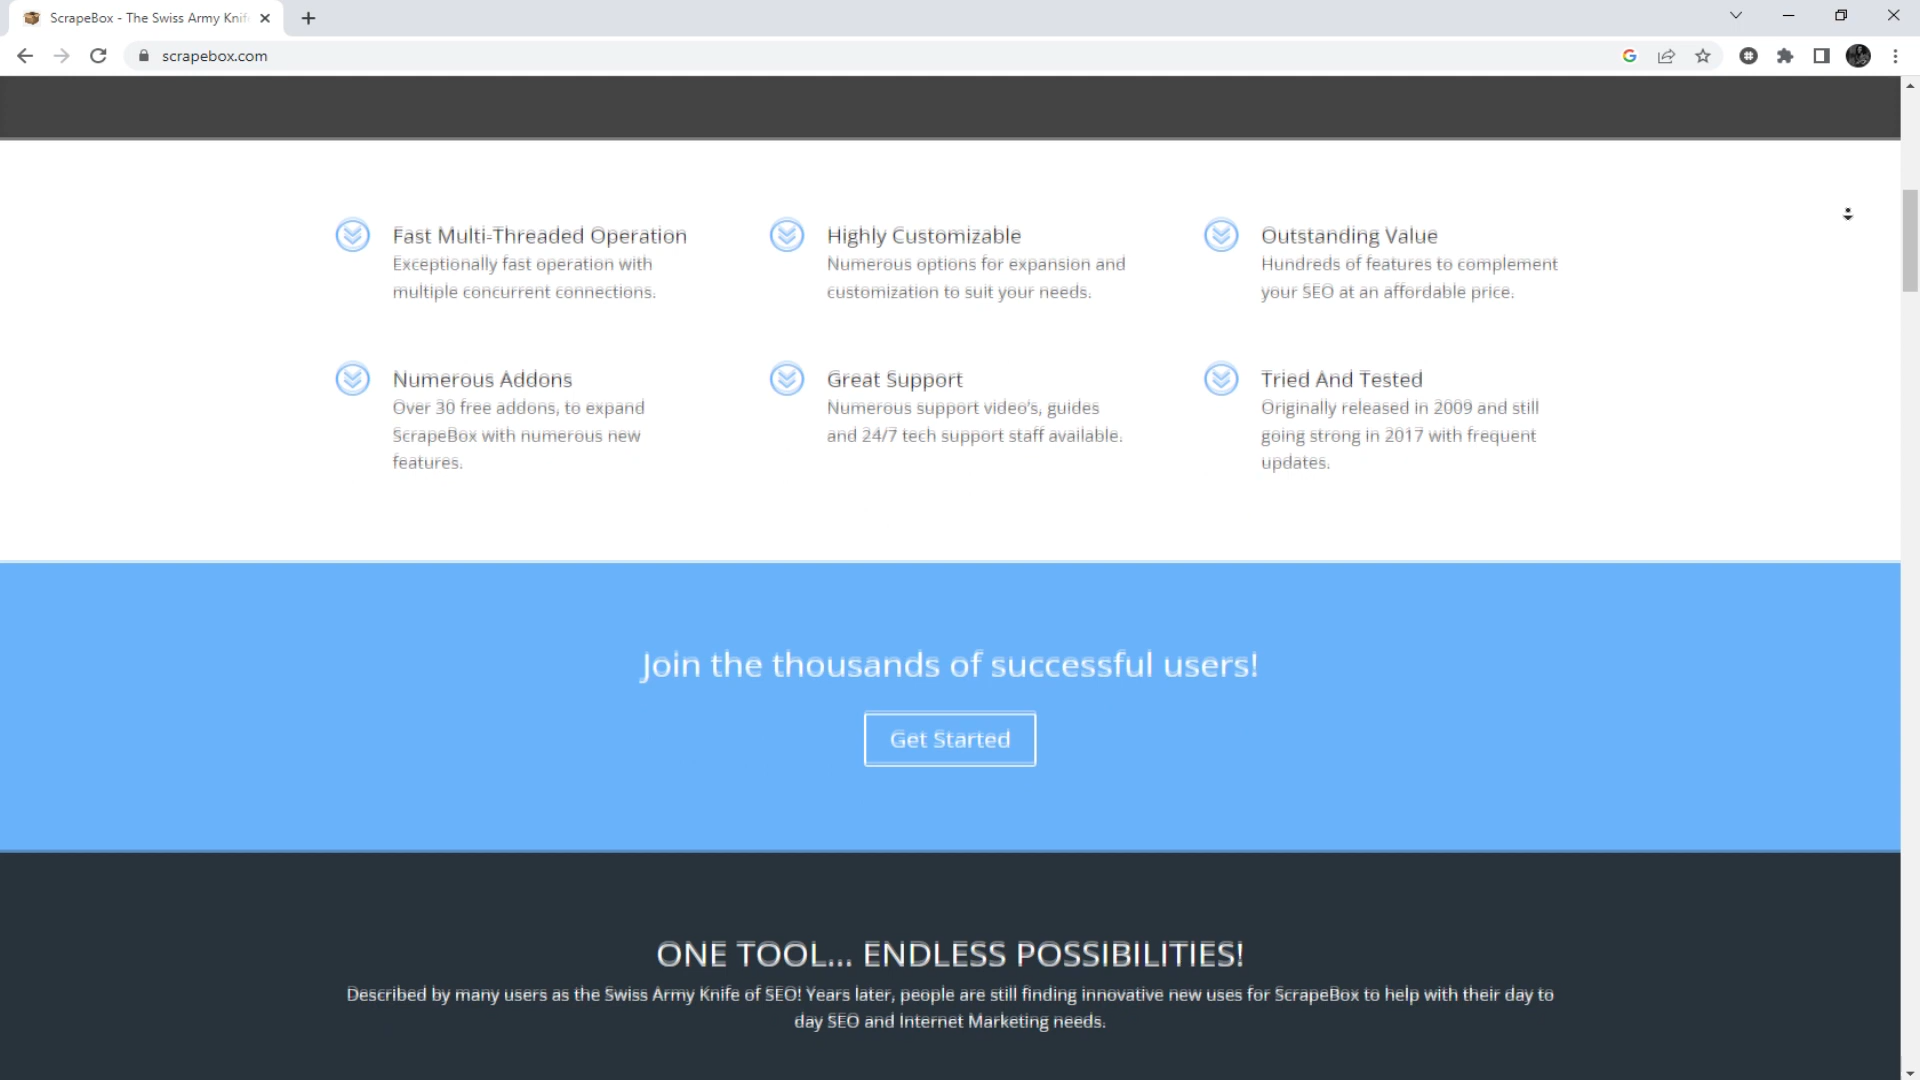 ScrapeBox - The Swiss Army Knif
scrapebox.com
Fast Multi-Threaded Operation
Exceptionally fast operation with
multiple concurrent connections.
Highly Customizable
Numerous options for expansion and
customization to suit your needs.
Outstanding Value
Hundreds of features to complement
your SEO at an affordable price.
Numerous Addons
Over 30 free addons, to expand
ScrapeBox with numerous new
features.
Great Support
Numerous support video's, guides
and 24/7 tech support staff available.
Tried And Tested
Originally released in 2009 and still
going strong in 2017 with frequent
updates.
Join the thousands of successful users!
Get Started
ONE TOOL... ENDLESS POSSIBILITIES!
Described by many users as the Swiss Army Knife of SEO! Years later, people are still finding innovative new uses for ScrapeBox to help with their day to
day SEO and Internet Marketing needs.